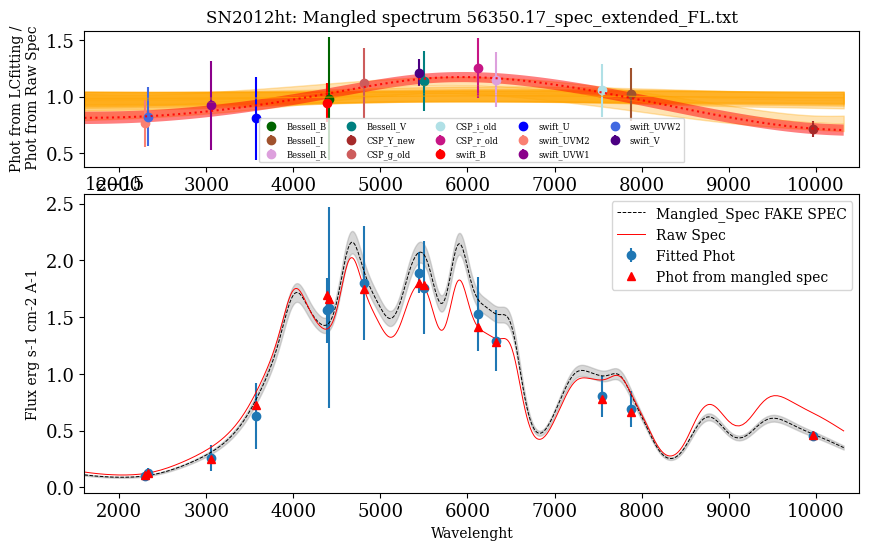 SN2012ht: Mangled spectrum 56350.17_spec_extended_FL.txt
Phot from LCfitting /
Phot from Raw Spec
1.5
1.0
0.5
Bessell_B Bessell_V CSP_i_old swift_U swift_UVW2
Bessell_I CSP_Y_new CSP_r_old swift_UVM2 swift_V
Bessell_R CSP_g_old swift_B swift_UVW1
2000 3000 4000 5000 6000 7000 8000 9000 10000
1e−15
Flux erg s-1 cm-2 A-1
2.5
2.0
1.5
1.0
0.5
0.0
Mangled_Spec FAKE SPEC
Raw Spec
Fitted Phot
Phot from mangled spec
2000 3000 4000 5000 6000 7000 8000 9000 10000
Wavelenght